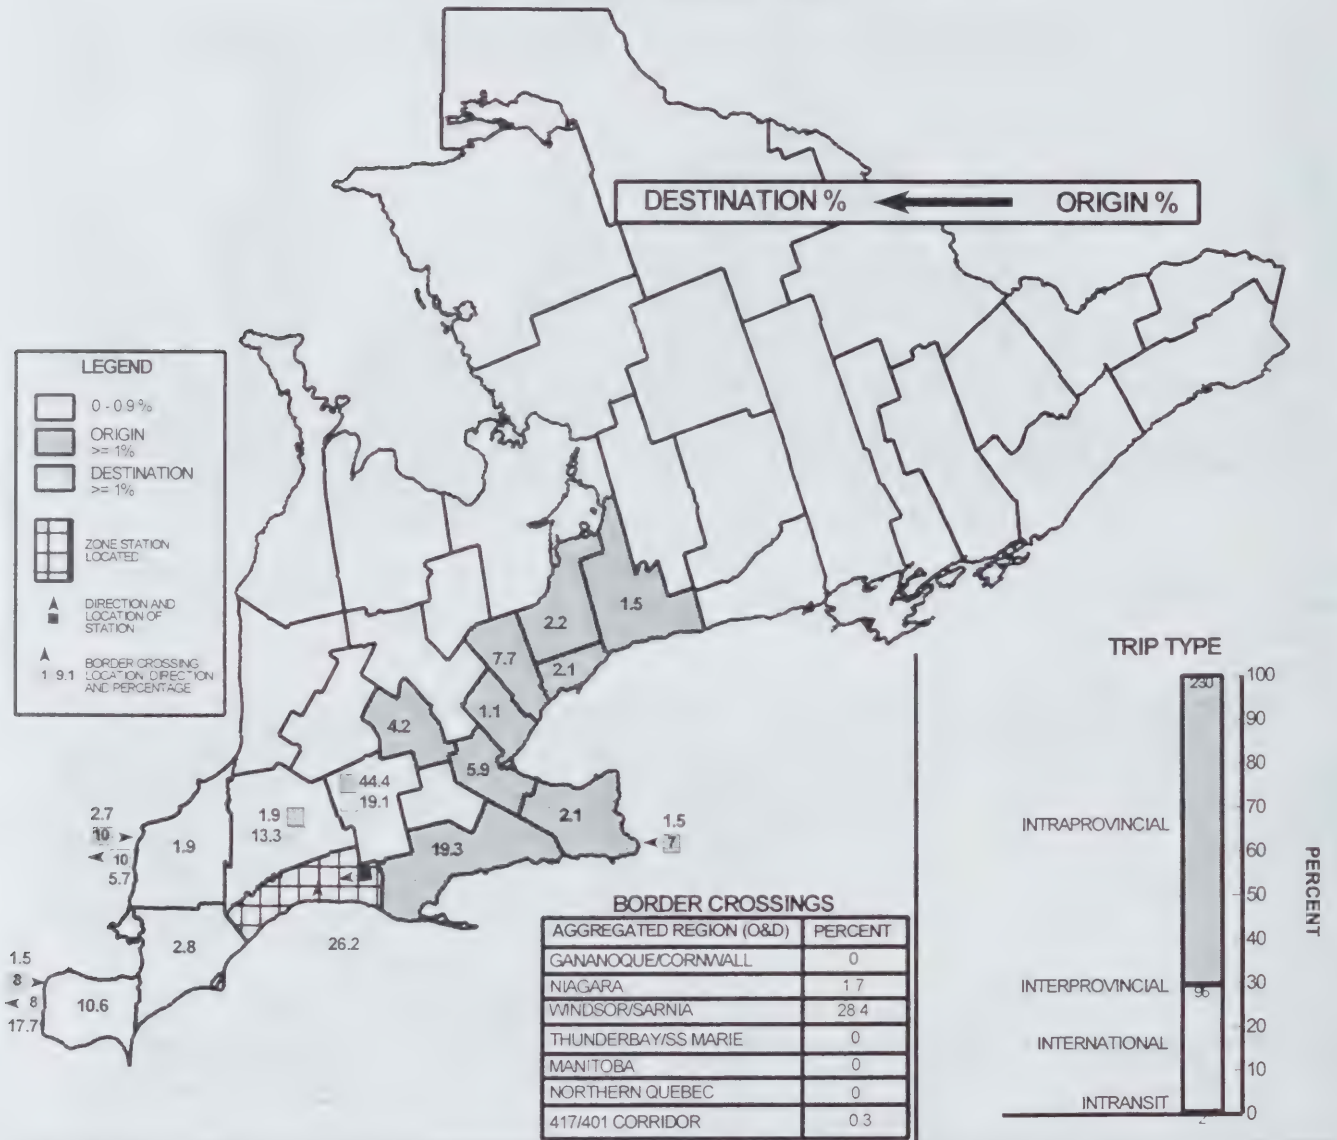 DESTINATION % ORIGIN %
LEGEND
0 - 0.9 %
ORIGIN
>= 1%
DESTINATION
>= 1%
ZONE STATION
LOCATED
DIRECTION AND
LOCATION OF
STATION
1 9.1
BORDER CROSSING
LOCATION DIRECTION
AND PERCENTAGE
1.5
2.2
7.7
2.1
1.1
4.2
5.9
44.4
19.1
1.9
13.3
2.1
19.3
1.9
2.7
10
10
5.7
1.5
7
2.8
26.2
1.5
8
8
17.7
10.6
BORDER CROSSINGS
AGGREGATED REGION (O&D) PERCENT
GANANOQUE/CORNWALL 0
NIAGARA 1 7
WINDSOR/SARNIA 28 4
THUNDERBAY/SS MARIE 0
MANITOBA 0
NORTHERN QUEBEC 0
417/401 CORRIDOR 0 3
TRIP TYPE
230
100
90
80
70
INTRAPROVINCIAL
60
50
40
INTERPROVINCIAL
30
95
20
INTERNATIONAL
10
INTRANSIT
0
2
PERCENT